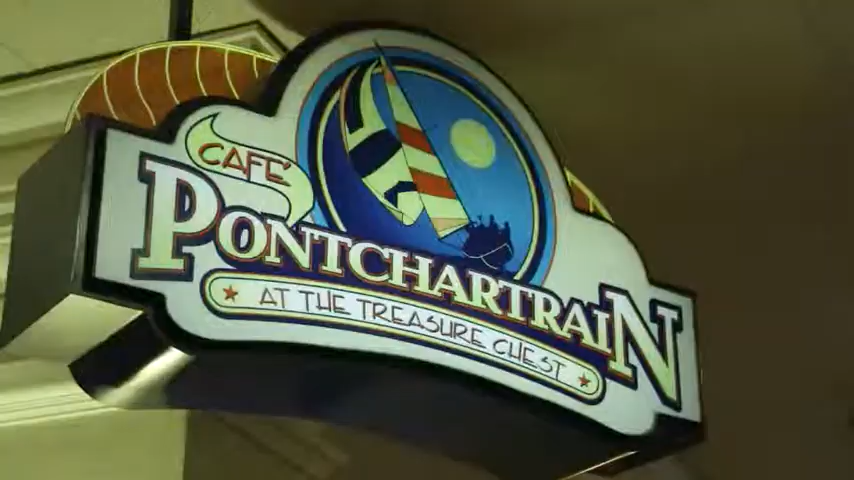 CAFE'
PONTCHARTRAIN
AT THE TREASURE CHEST